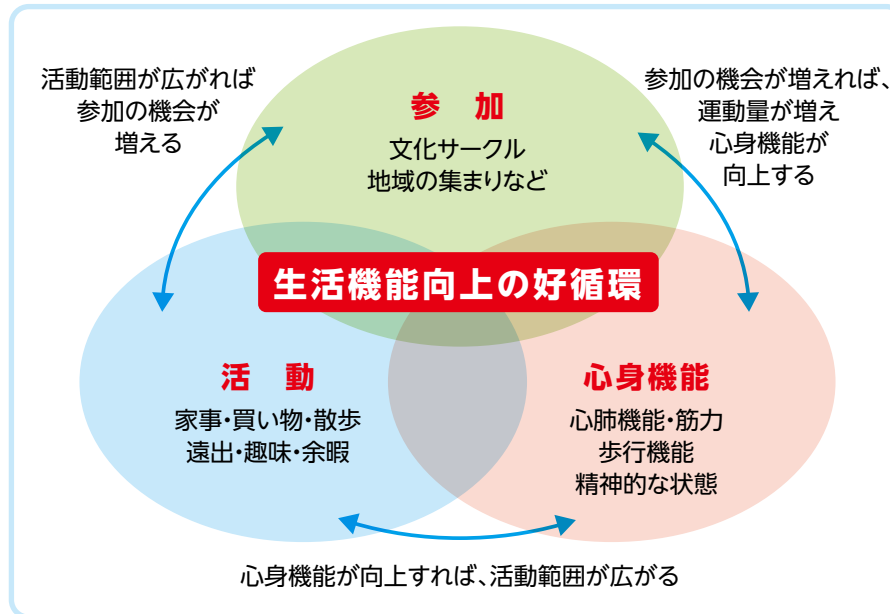 活動範囲が広がれば
参加の機会が
増える
参加の機会が増えれば、
運動量が増え
心身機能が
向上する
参　加
文化サークル
地域の集まりなど
生活機能向上の好循環
活　動
家事・買い物・散歩
遠出・趣味・余暇
心身機能
心肺機能・筋力
歩行機能
精神的な状態
心身機能が向上すれば、活動範囲が広がる